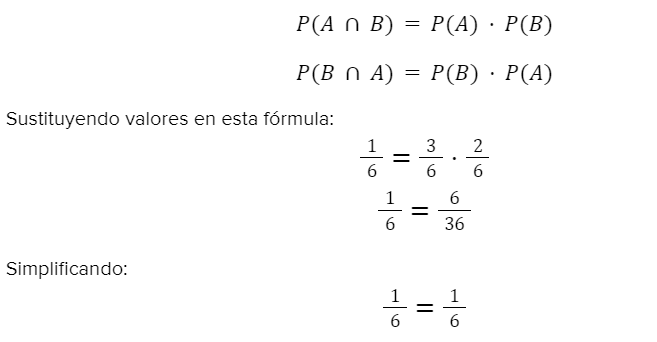 P(A ∩ B) = P(A) · P(B)
P(B ∩ A) = P(B) · P(A)
Sustituyendo valores en esta fórmula:
1/6 = 3/6 · 2/6
1/6 = 6/36
Simplificando:
1/6 = 1/6